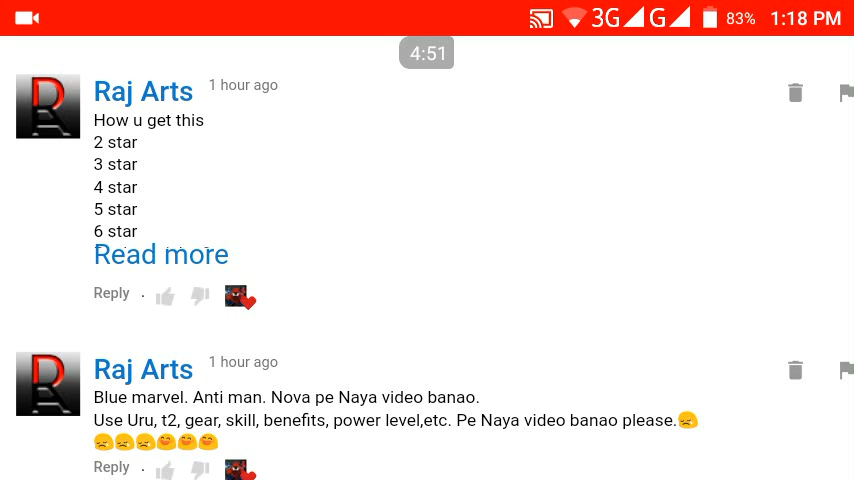 3G G 83% 1:18 PM
4:51
Raj Arts 1 hour ago
How u get this
2 star
3 star
4 star
5 star
6 star
Read more
Reply .
Raj Arts 1 hour ago
Blue marvel. Anti man. Nova pe Naya video banao.
Use Uru, t2, gear, skill, benefits, power level,etc. Pe Naya video banao please.😞
😞😞😞😄😄😄
Reply .